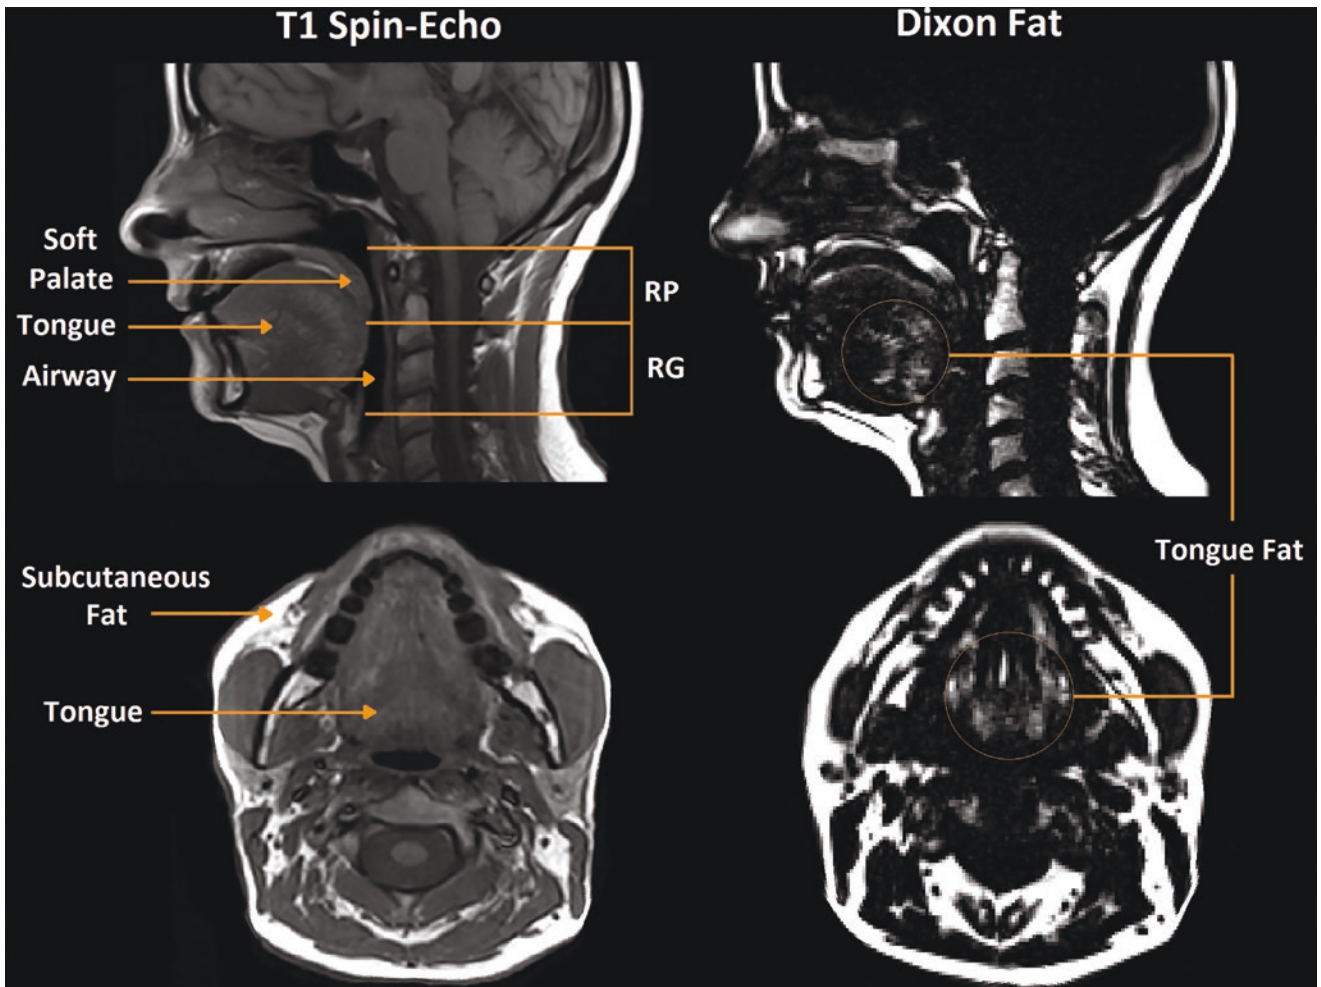 T1 Spin-Echo
Dixon Fat
Soft
Palate
Tongue
Airway
RP
RG
Subcutaneous
Fat
Tongue
Tongue Fat